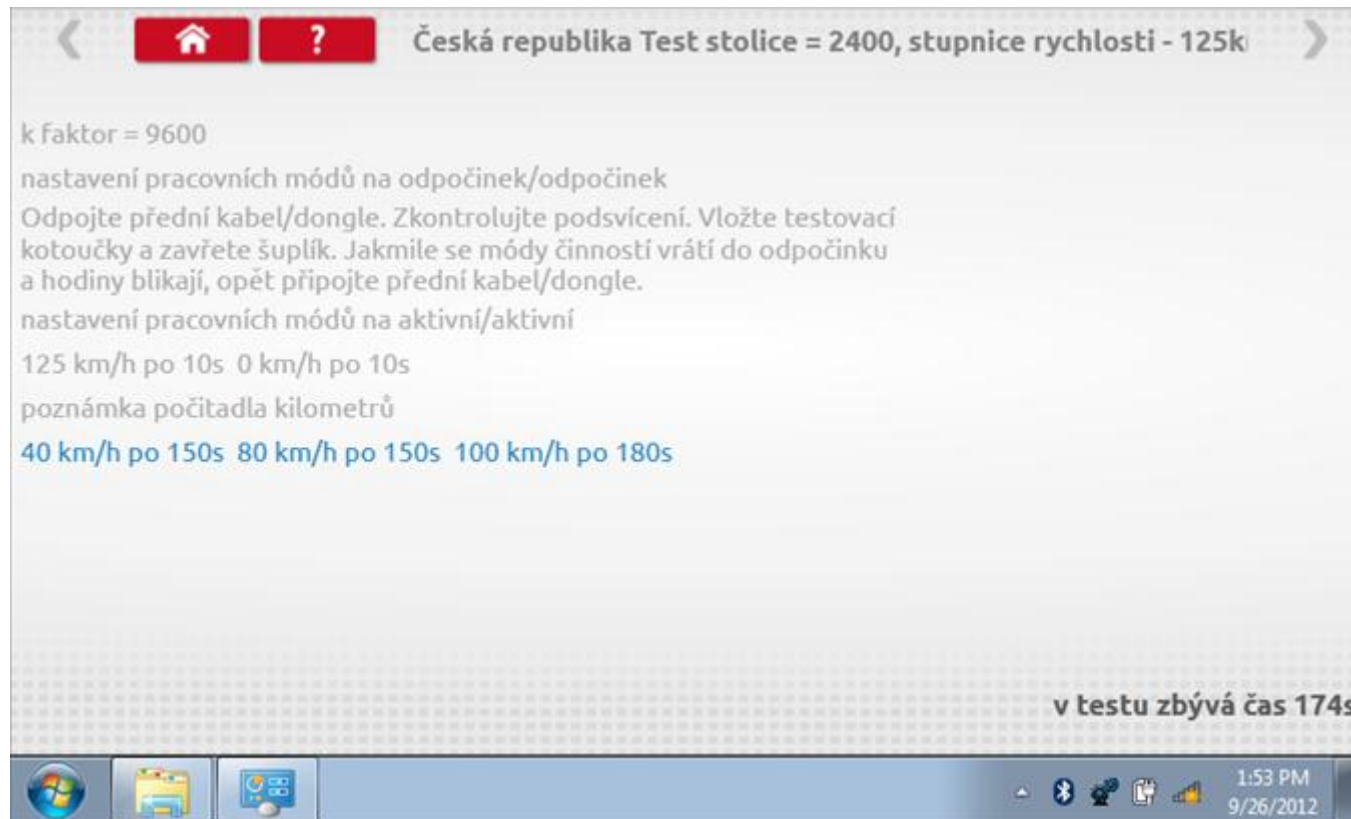 ? Česká republika Test stolice = 2400, stupnice rychlosti - 125k
k faktor = 9600
nastavení pracovních módů na odpočinek/odpočinek
Odpojte přední kabel/dongle. Zkontrolujte podsvícení. Vložte testovací
kotoučky a zavřete šuplík. Jakmile se módy činností vrátí do odpočinku
a hodiny blikají, opět připojte přední kabel/dongle.
nastavení pracovních módů na aktivní/aktivní
125 km/h po 10s 0 km/h po 10s
poznámka počitadla kilometrů
40 km/h po 150s 80 km/h po 150s 100 km/h po 180s
v testu zbývá čas 174s
1:53 PM
9/26/2012